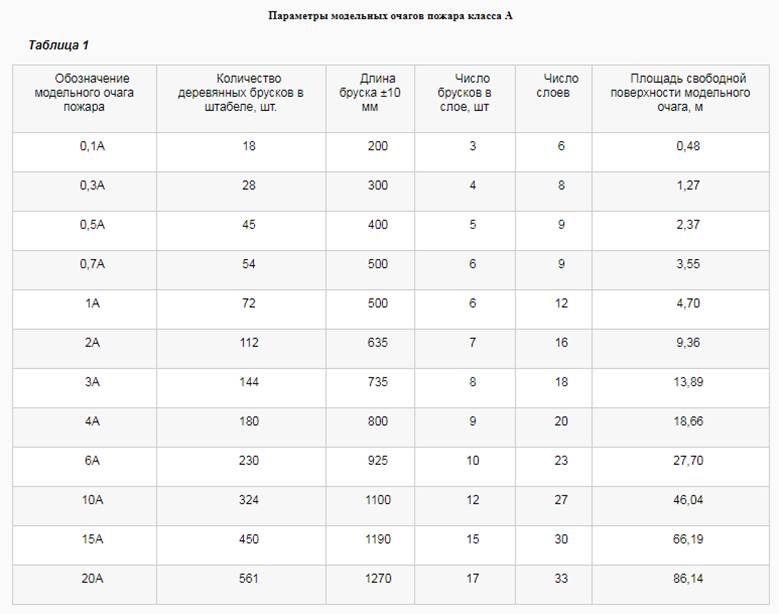 Параметры модельных очагов пожара класса А
Таблица 1
Обозначение модельного очага пожара | Количество деревянных брусков в штабеле, шт. | Длина бруска ±10 мм | Число брусков в слое, шт | Число слоев | Площадь свободной поверхности модельного очага, м
0,1А | 18 | 200 | 3 | 6 | 0,48
0,3А | 28 | 300 | 4 | 8 | 1,27
0,5А | 45 | 400 | 5 | 9 | 2,37
0,7А | 54 | 500 | 6 | 9 | 3,55
1А | 72 | 500 | 6 | 12 | 4,70
2А | 112 | 635 | 7 | 16 | 9,36
3А | 144 | 735 | 8 | 18 | 13,89
4А | 180 | 800 | 9 | 20 | 18,66
6А | 230 | 925 | 10 | 23 | 27,70
10А | 324 | 1100 | 12 | 27 | 46,04
15А | 450 | 1190 | 15 | 30 | 66,19
20А | 561 | 1270 | 17 | 33 | 86,14